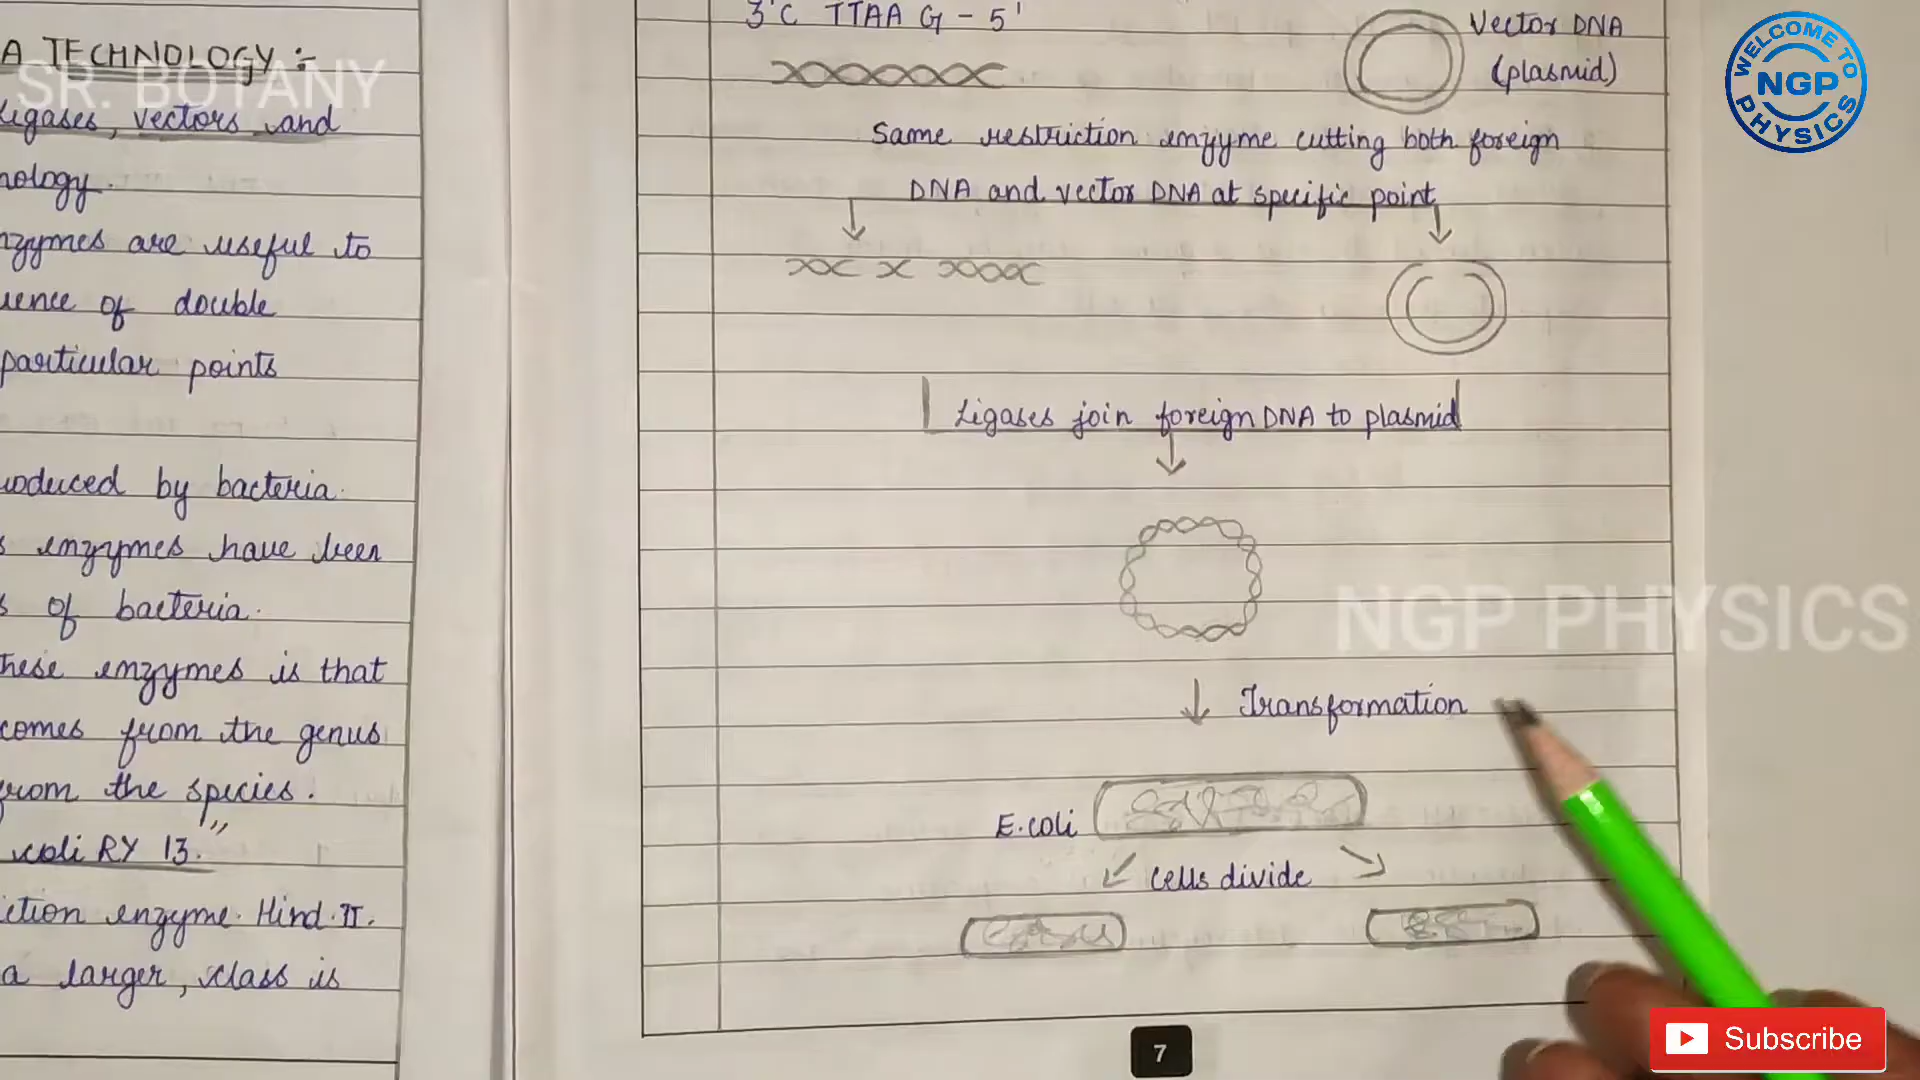 A TECHNOLOGY :-
SR. BOTANY
Ligases, vectors and
nology.
nzymes are useful to
uence of double
particular points
roduced by bacteria.
s enzymes have been
s of bacteria.
these enzymes is that
comes from the genus
from the species.
coli RY 13."
iction enzyme. Hind.II.
a larger, class is
3'C TTAA G - 5'
Vector DNA
(plasmid)
Same restriction enzyme cutting both foreign
DNA and vector DNA at specific point
Ligases join foreign DNA to plasmid
Transformation
E.coli
cells divide
7
WELCOME TO
NGP
PHYSICS
NGP PHYSICS
Subscribe